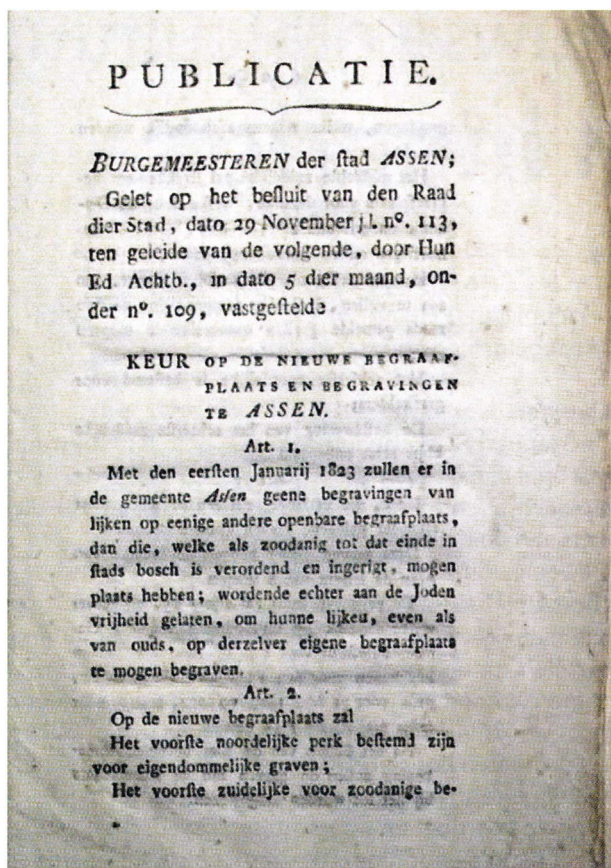 PUBLICATIE.
BURGEMEESTEREN der ſtad ASSEN;
Gelet op het beſluit van den Raad
dier Stad, dato 29 November jl. nº. 113,
ten geleide van de volgende, door Hun
Ed. Achtb., in dato 5 dier maand, on-
der nº. 109, vastgeſtelde
KEUR OP DE NIEUWE BEGRAAF-
PLAATS EN BEGRAVINGEN
TE ASSEN.
Art. 1.
Met den eerſten Januarij 1823 zullen er in
de gemeente Asſen geene begravingen van
lijken op eenige andere openbare begraafplaats,
dan die, welke als zoodanig tot dat einde in
ſtads bosch is verordend en ingerigt, mogen
plaats hebben; wordende echter aan de Joden
vrijheid gelaten, om hunne lijken, even als
van ouds, op derzelver eigene begraafplaats
te mogen begraven.
Art. 2.
Op de nieuwe begraafplaats zal
Het voorſte noordelijke perk beſtemd zijn
voor eigendommelijke graven;
Het voorſte zuidelijke voor zoodanige be-